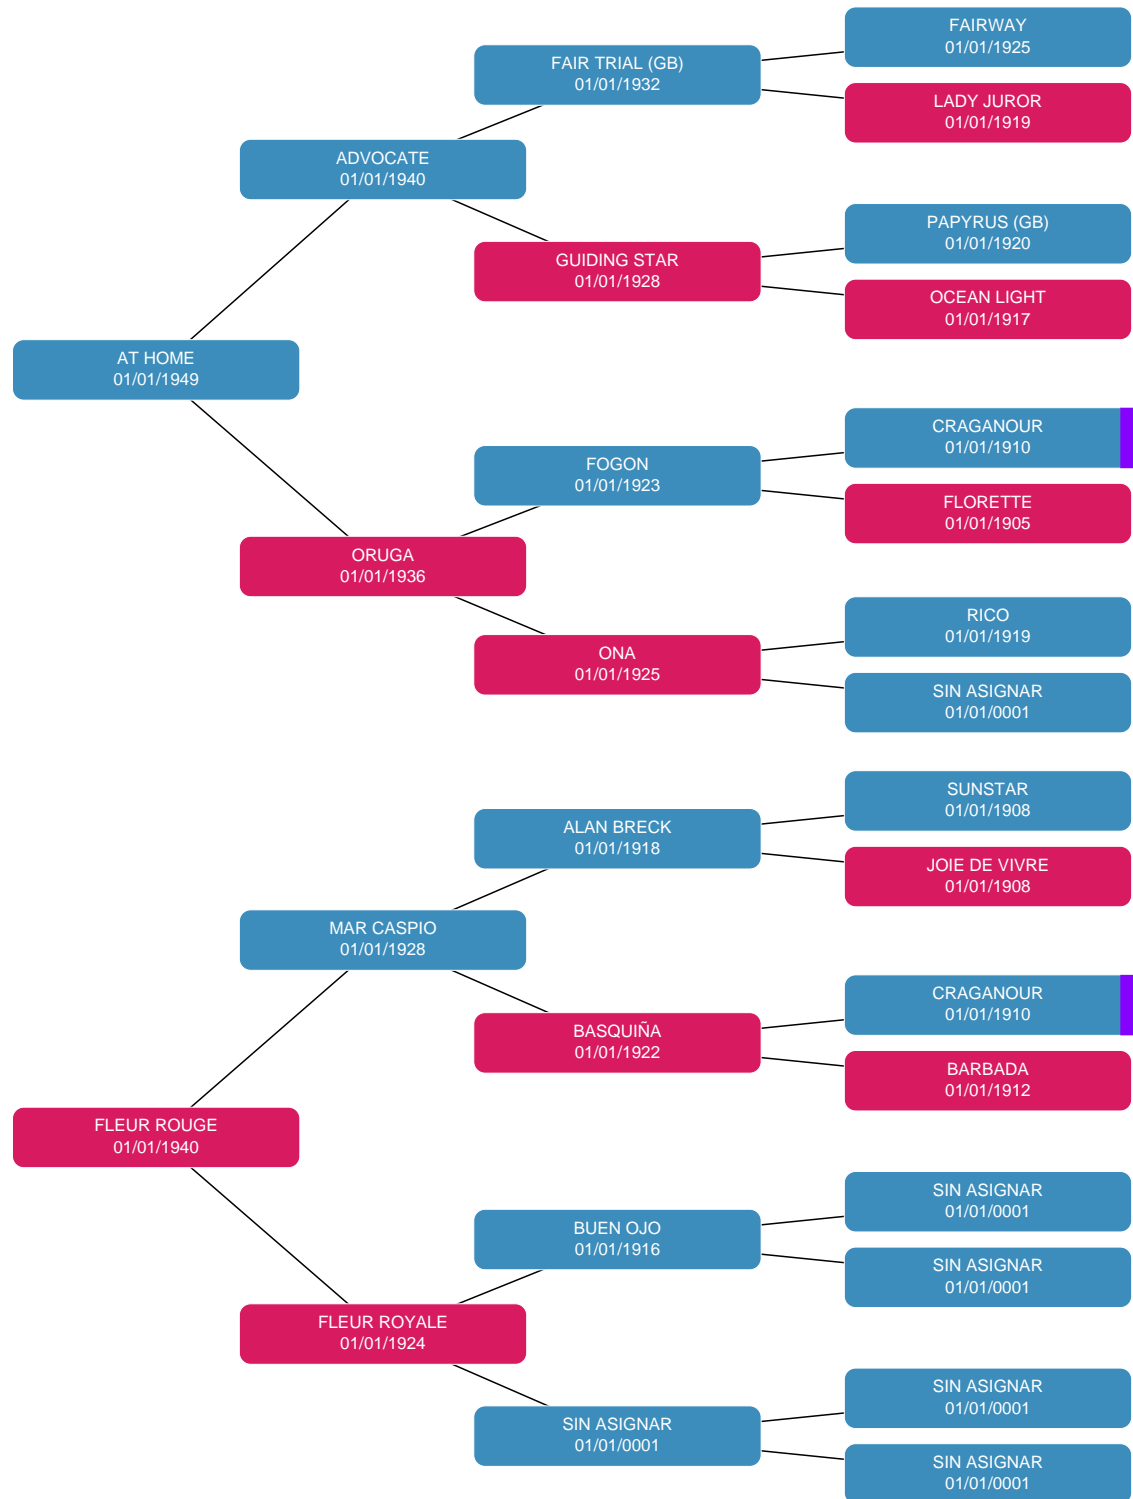 FAIRWAY
01/01/1925
FAIR TRIAL (GB)
01/01/1932
LADY JUROR
01/01/1919
ADVOCATE
01/01/1940
PAPYRUS (GB)
01/01/1920
GUIDING STAR
01/01/1928
OCEAN LIGHT
01/01/1917
AT HOME
01/01/1949
CRAGANOUR
01/01/1910
FOGON
01/01/1923
FLORETTE
01/01/1905
ORUGA
01/01/1936
RICO
01/01/1919
ONA
01/01/1925
SIN ASIGNAR
01/01/0001
SUNSTAR
01/01/1908
ALAN BRECK
01/01/1918
JOIE DE VIVRE
01/01/1908
MAR CASPIO
01/01/1928
CRAGANOUR
01/01/1910
BASQUIÑA
01/01/1922
BARBADA
01/01/1912
FLEUR ROUGE
01/01/1940
SIN ASIGNAR
01/01/0001
BUEN OJO
01/01/1916
SIN ASIGNAR
01/01/0001
FLEUR ROYALE
01/01/1924
SIN ASIGNAR
01/01/0001
SIN ASIGNAR
01/01/0001
SIN ASIGNAR
01/01/0001